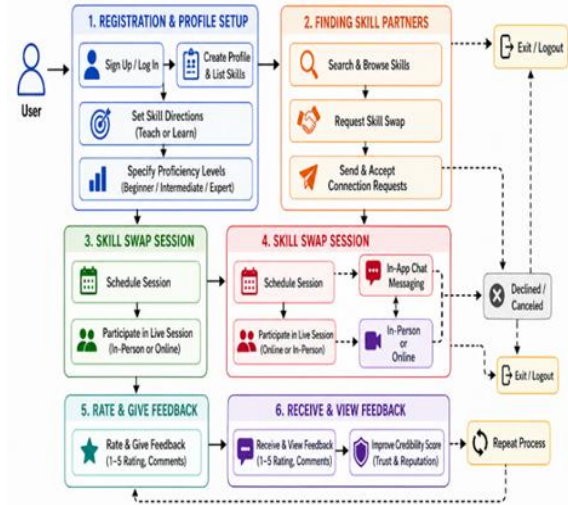 1. REGISTRATION & PROFILE SETUP
User
Sign Up / Log In
Create Profile
& List Skills
Set Skill Directions
(Teach or Learn)
Specify Proficiency Levels
(Beginner / Intermediate / Expert)
2. FINDING SKILL PARTNERS
Search & Browse Skills
Request Skill Swap
Send & Accept
Connection Requests
Exit / Logout
3. SKILL SWAP SESSION
Schedule Session
Participate in Live Session
(In-Person or Online)
4. SKILL SWAP SESSION
Schedule Session
In-App Chat
Messaging
Participate in Live Session
(Online or In-Person)
In-Person
or
Online
Declined /
Canceled
Exit / Logout
5. RATE & GIVE FEEDBACK
Rate & Give Feedback
(1–5 Rating, Comments)
6. RECEIVE & VIEW FEEDBACK
Receive & View Feedback
(1–5 Rating, Comments)
Improve Credibility Score
(Trust & Reputation)
Repeat Process